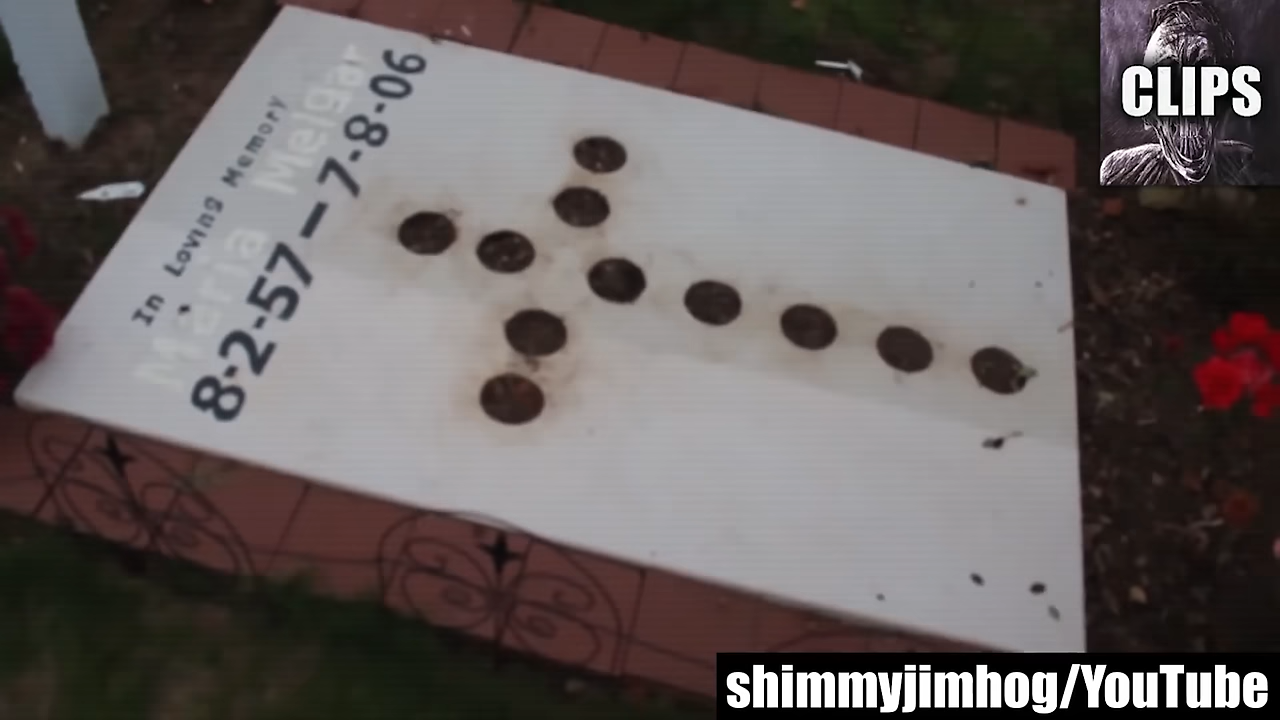 In Loving Memory
Maria Melgar
8-2-57 — 7-8-06
CLIPS
shimmyjimhog/YouTube